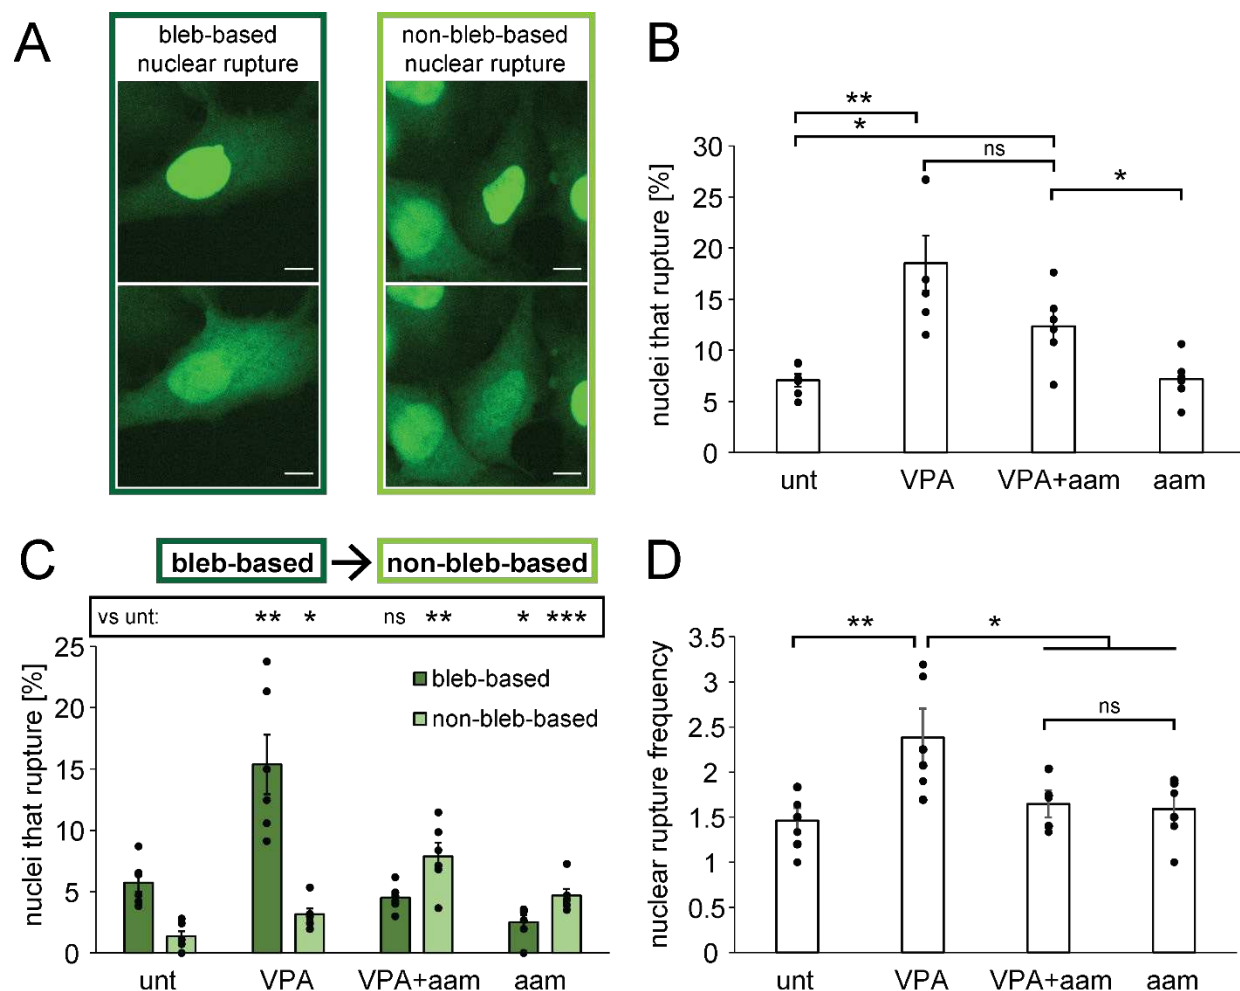 A
bleb-based
nuclear rupture
non-bleb-based
nuclear rupture
B
**
*
ns
*
nuclei that rupture [%]
30
25
20
15
10
5
0
unt
VPA
VPA+aam
aam
C
bleb-based
non-bleb-based
vs unt:
**
*
ns
**
*
***
nuclei that rupture [%]
25
20
15
10
5
0
bleb-based
non-bleb-based
unt
VPA
VPA+aam
aam
D
**
*
ns
nuclear rupture frequency
3.5
3
2.5
2
1.5
1
0.5
0
unt
VPA
VPA+aam
aam